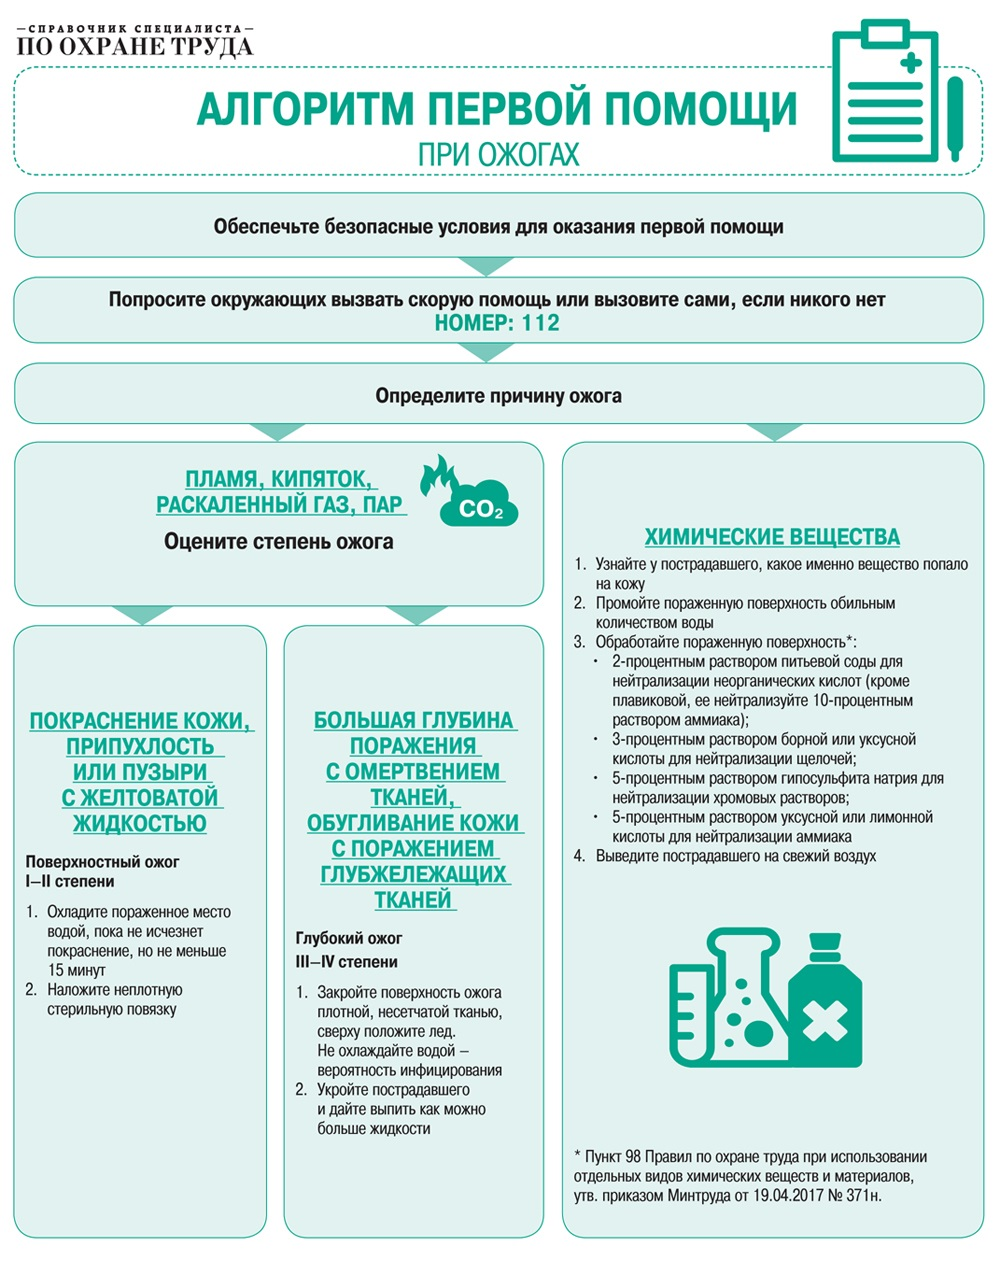 СПРАВОЧНИК СПЕЦИАЛИСТА
ПО ОХРАНЕ ТРУДА
АЛГОРИТМ ПЕРВОЙ ПОМОЩИ
ПРИ ОЖОГАХ
Обеспечьте безопасные условия для оказания первой помощи
Попросите окружающих вызвать скорую помощь или вызовите сами, если никого нет
НОМЕР: 112
Определите причину ожога
ПЛАМЯ, КИПЯТОК,
РАСКАЛЕННЫЙ ГАЗ, ПАР
CO₂
Оцените степень ожога
ПОКРАСНЕНИЕ КОЖИ,
ПРИПУХЛОСТЬ
ИЛИ ПУЗЫРИ
С ЖЕЛТОВАТОЙ
ЖИДКОСТЬЮ
Поверхностный ожог
I–II степени
1. Охладите пораженное место
водой, пока не исчезнет
покраснение, но не меньше
15 минут
2. Наложите неплотную
стерильную повязку
БОЛЬШАЯ ГЛУБИНА
ПОРАЖЕНИЯ
С ОМЕРТВЕНИЕМ
ТКАНЕЙ,
ОБУГЛИВАНИЕ КОЖИ
С ПОРАЖЕНИЕМ
ГЛУБЖЕЛЕЖАЩИХ
ТКАНЕЙ
Глубокий ожог
III–IV степени
1. Закройте поверхность ожога
плотной, несетчатой тканью,
сверху положите лед.
Не охлаждайте водой –
вероятность инфицирования
2. Укройте пострадавшего
и дайте выпить как можно
больше жидкости
ХИМИЧЕСКИЕ ВЕЩЕСТВА
1. Узнайте у пострадавшего, какое именно вещество попало
на кожу
2. Промойте пораженную поверхность обильным
количеством воды
3. Обработайте пораженную поверхность*:
• 2-процентным раствором питьевой соды для
нейтрализации неорганических кислот (кроме
плавиковой, ее нейтрализуйте 10-процентным
раствором аммиака);
• 3-процентным раствором борной или уксусной
кислоты для нейтрализации щелочей;
• 5-процентным раствором гипосульфита натрия для
нейтрализации хромовых растворов;
• 5-процентным раствором уксусной или лимонной
кислоты для нейтрализации аммиака
4. Выведите пострадавшего на свежий воздух
* Пункт 98 Правил по охране труда при использовании
отдельных видов химических веществ и материалов,
утв. приказом Минтруда от 19.04.2017 № 371н.